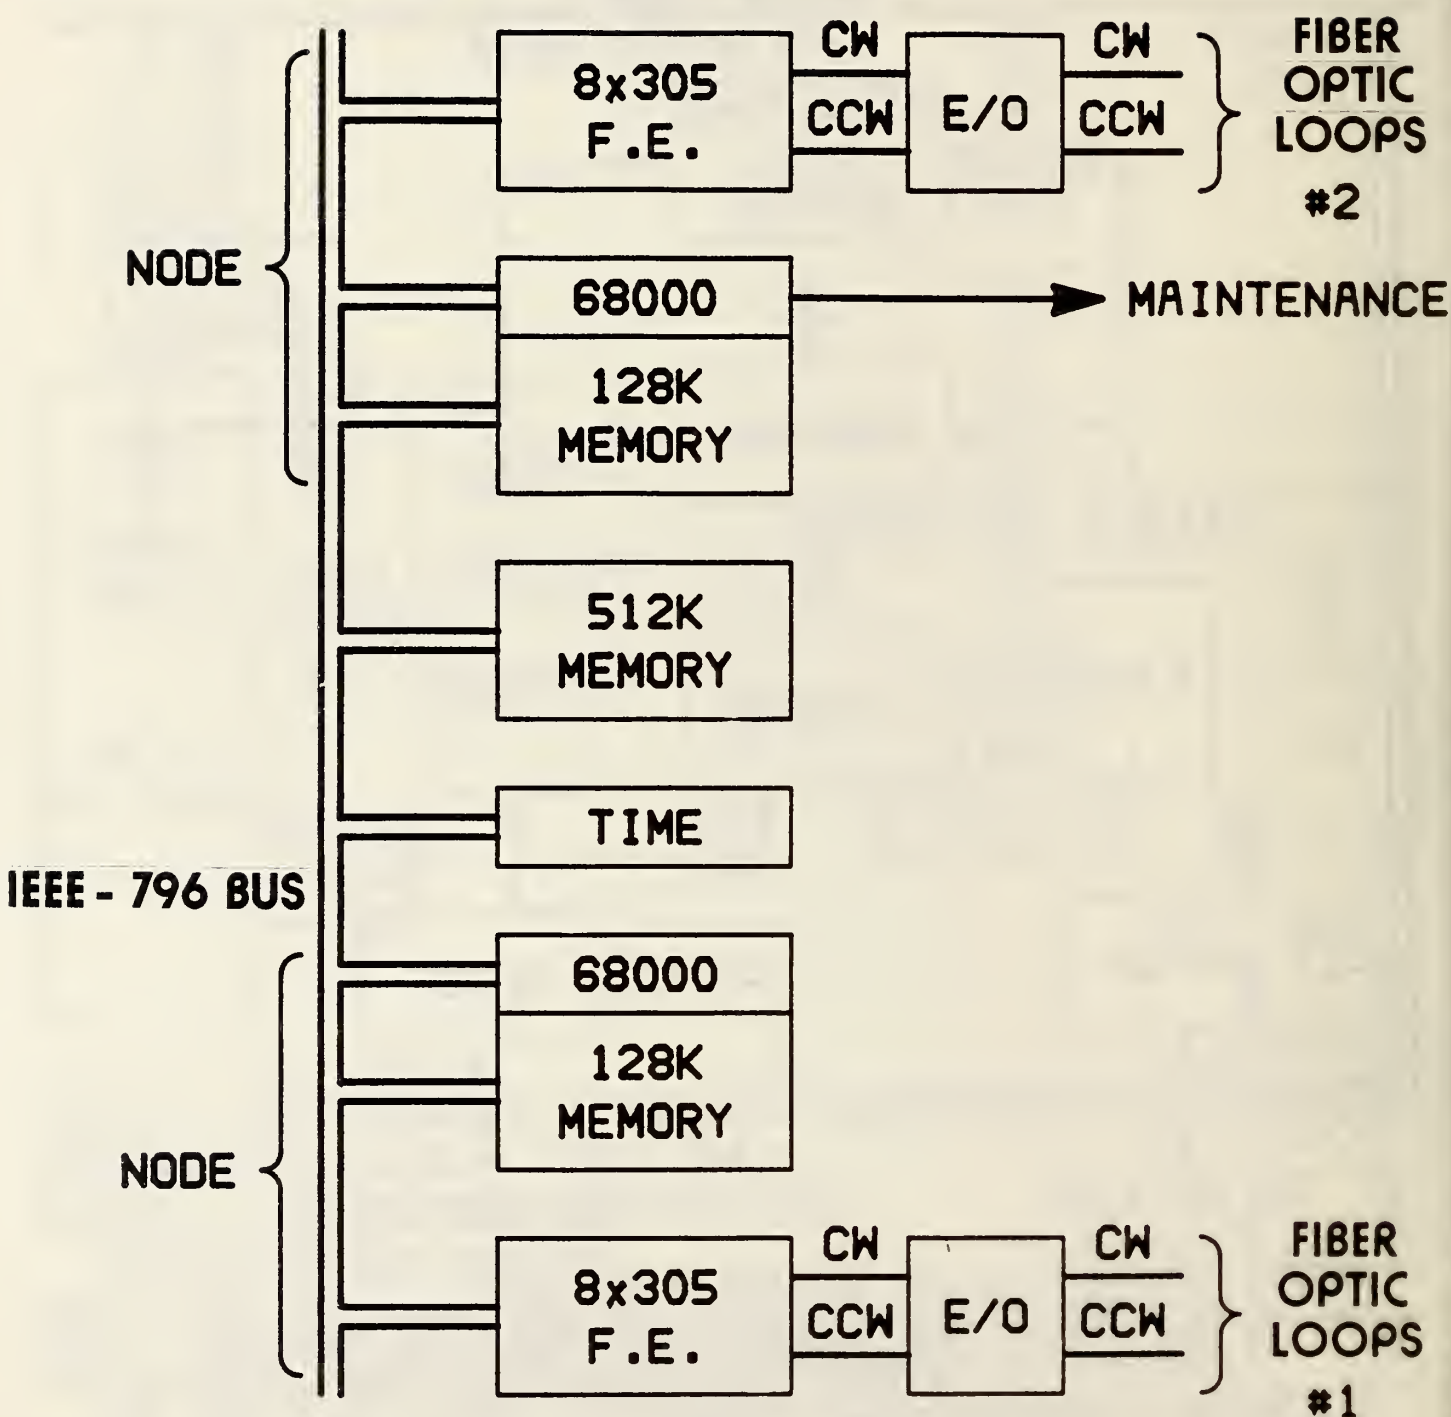 8x305
F.E.
CW
CCW
E/O
CW
CCW
FIBER
OPTIC
LOOPS
#2
NODE
68000
MAINTENANCE
128K
MEMORY
512K
MEMORY
TIME
IEEE - 796 BUS
68000
128K
MEMORY
NODE
8x305
F.E.
CW
CCW
E/O
CW
CCW
FIBER
OPTIC
LOOPS
#1